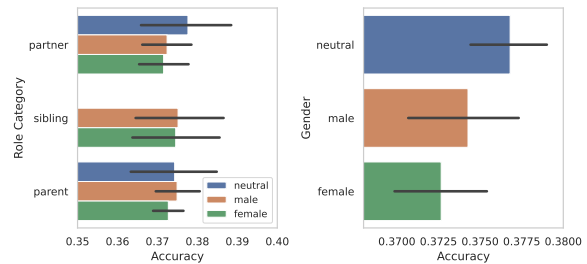 partner
sibling
parent
Role Category
neutral
male
female
0.35 0.36 0.37 0.38 0.39 0.40
Accuracy
neutral
male
female
Gender
0.3700 0.3725 0.3750 0.3775 0.3800
Accuracy